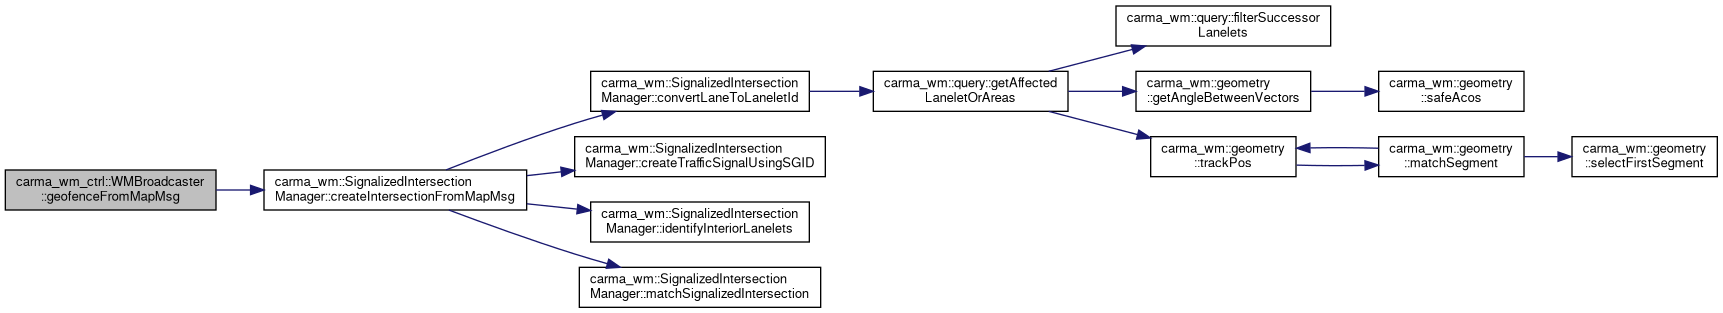 carma_wm_ctrl::WMBroadcaster
::geofenceFromMapMsg
carma_wm::SignalizedIntersection
Manager::createIntersectionFromMapMsg
carma_wm::SignalizedIntersection
Manager::convertLaneToLaneletId
carma_wm::SignalizedIntersection
Manager::createTrafficSignalUsingSGID
carma_wm::SignalizedIntersection
Manager::identifyInteriorLanelets
carma_wm::SignalizedIntersection
Manager::matchSignalizedIntersection
carma_wm::query::getAffected
LaneletOrAreas
carma_wm::query::filterSuccessor
Lanelets
carma_wm::geometry
::getAngleBetweenVectors
carma_wm::geometry
::trackPos
carma_wm::geometry
::safeAcos
carma_wm::geometry
::matchSegment
carma_wm::geometry
::selectFirstSegment